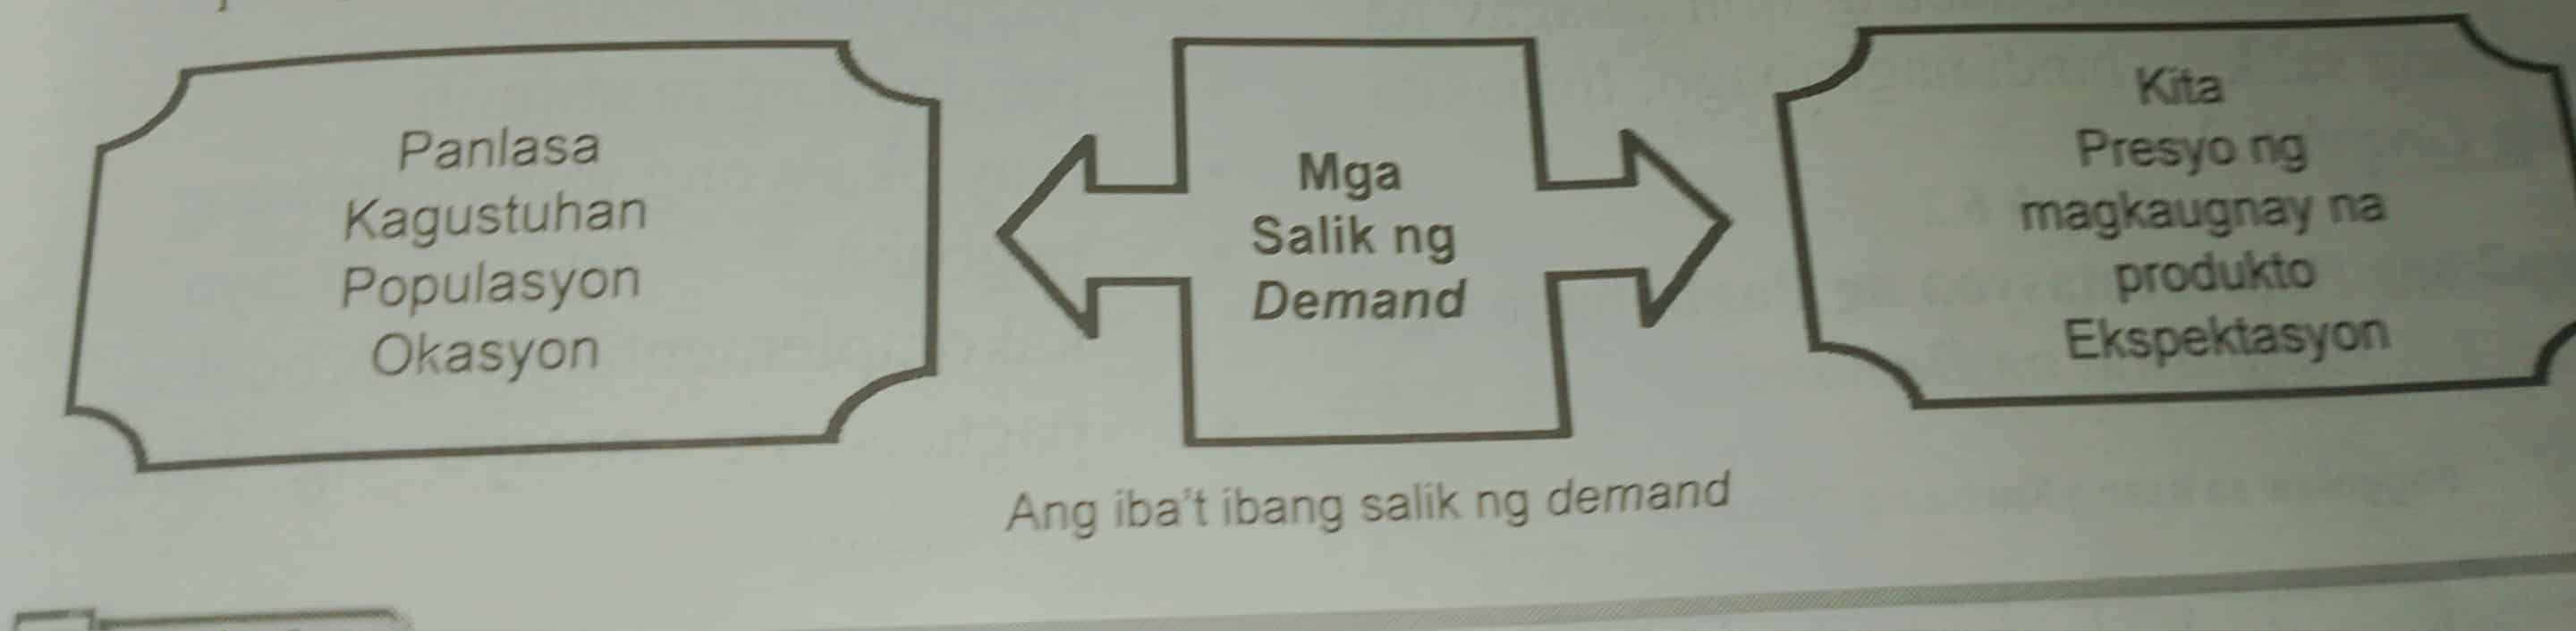 Panlasa
Kagustuhan
Populasyon
Okasyon
Mga
Salik ng
Demand
Kita
Presyo ng
magkaugnay na
produkto
Ekspektasyon
Ang iba't ibang salik ng demand